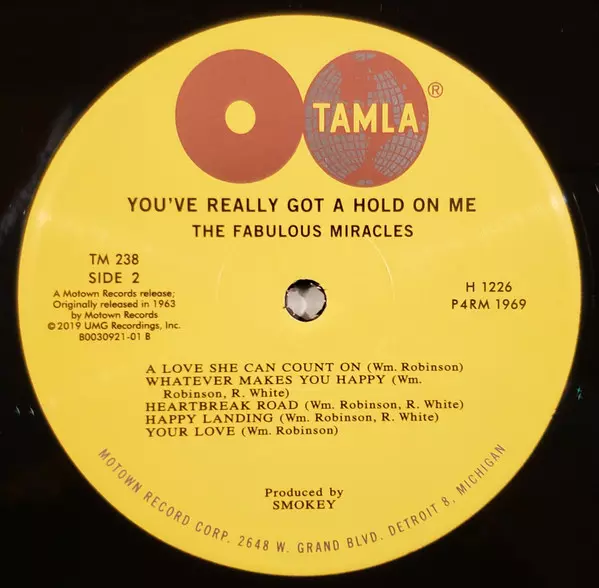 TAMLA ®
YOU'VE REALLY GOT A HOLD ON ME
THE FABULOUS MIRACLES
TM 238
SIDE 2
A Motown Records release;
Originally released in 1963
by Motown Records
©2019 UMG Recordings, Inc.
B0030921-01 B
H 1226
P4RM 1969
A LOVE SHE CAN COUNT ON (Wm. Robinson)
WHATEVER MAKES YOU HAPPY (Wm.
Robinson, R. White)
HEARTBREAK ROAD (Wm. Robinson, R. White)
HAPPY LANDING (Wm. Robinson, R. White)
YOUR LOVE (Wm. Robinson)
Produced by
SMOKEY
MOTOWN RECORD CORP. 2648 W. GRAND BLVD. DETROIT 8, MICHIGAN